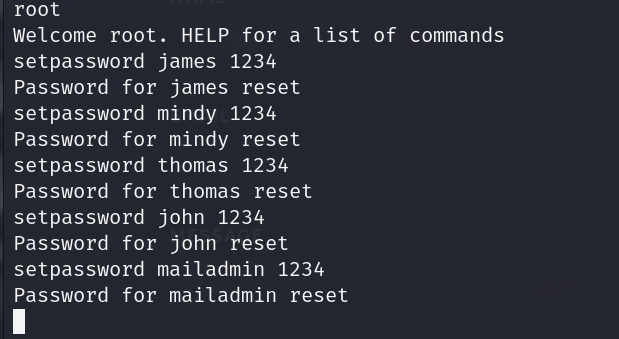 root
Welcome root. HELP for a list of commands
setpassword james 1234
Password for james reset
setpassword mindy 1234
Password for mindy reset
setpassword thomas 1234
Password for thomas reset
setpassword john 1234
Password for john reset
setpassword mailadmin 1234
Password for mailadmin reset